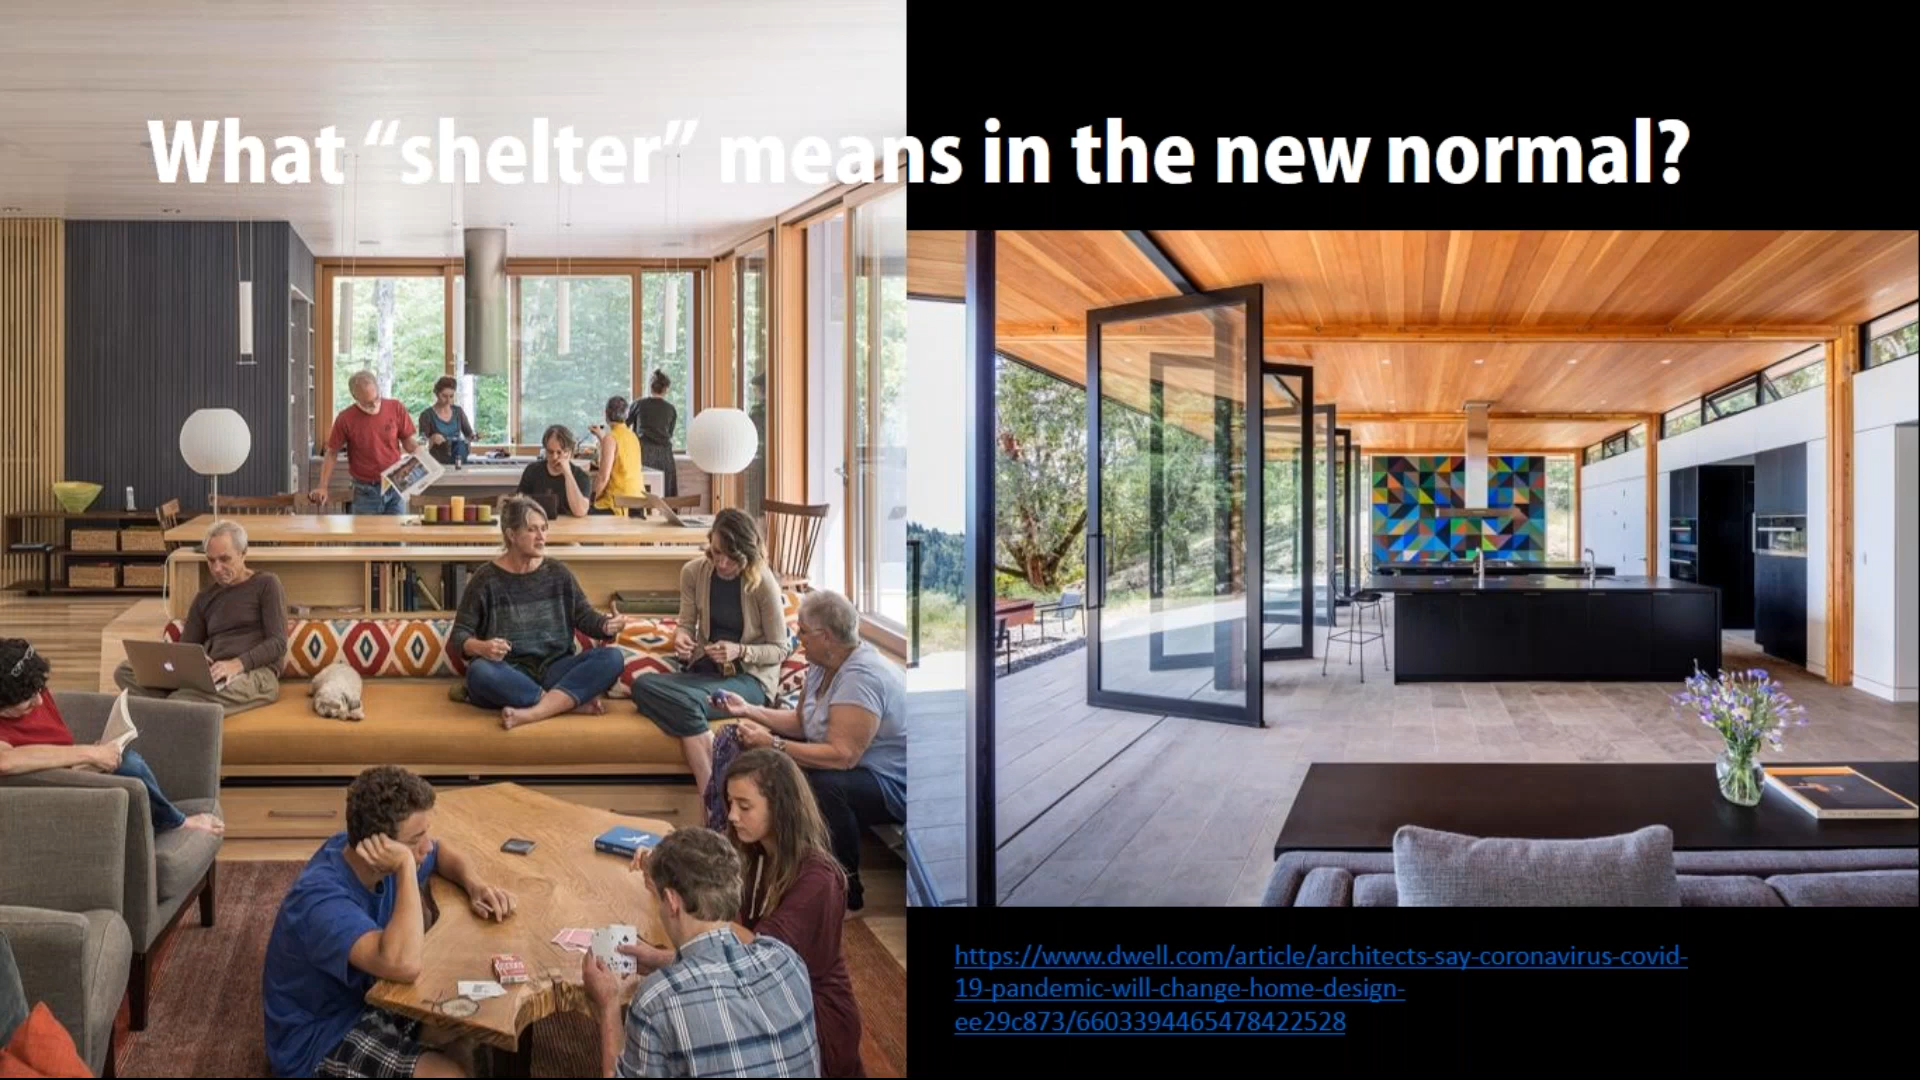 What “shelter” means in the new normal?
https://www.dwell.com/article/architects-say-coronavirus-covid-
19-pandemic-will-change-home-design-
ee29c873/6603394465478422528